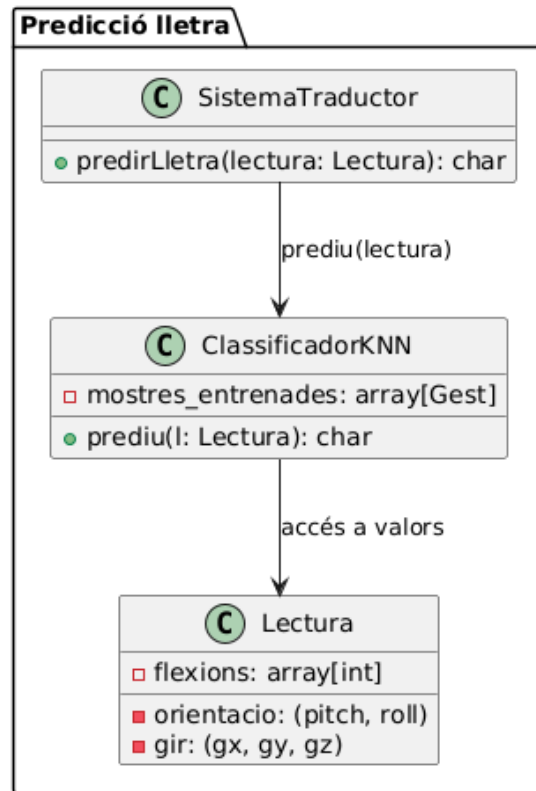 Predicció lletra
C SistemaTraductor
predirLletra(lectura: Lectura): char
prediu(lectura)
C ClassificadorKNN
mostres_entrenades: array[Gest]
prediu(l: Lectura): char
accés a valors
C Lectura
flexions: array[int]
orientacio: (pitch, roll)
gir: (gx, gy, gz)